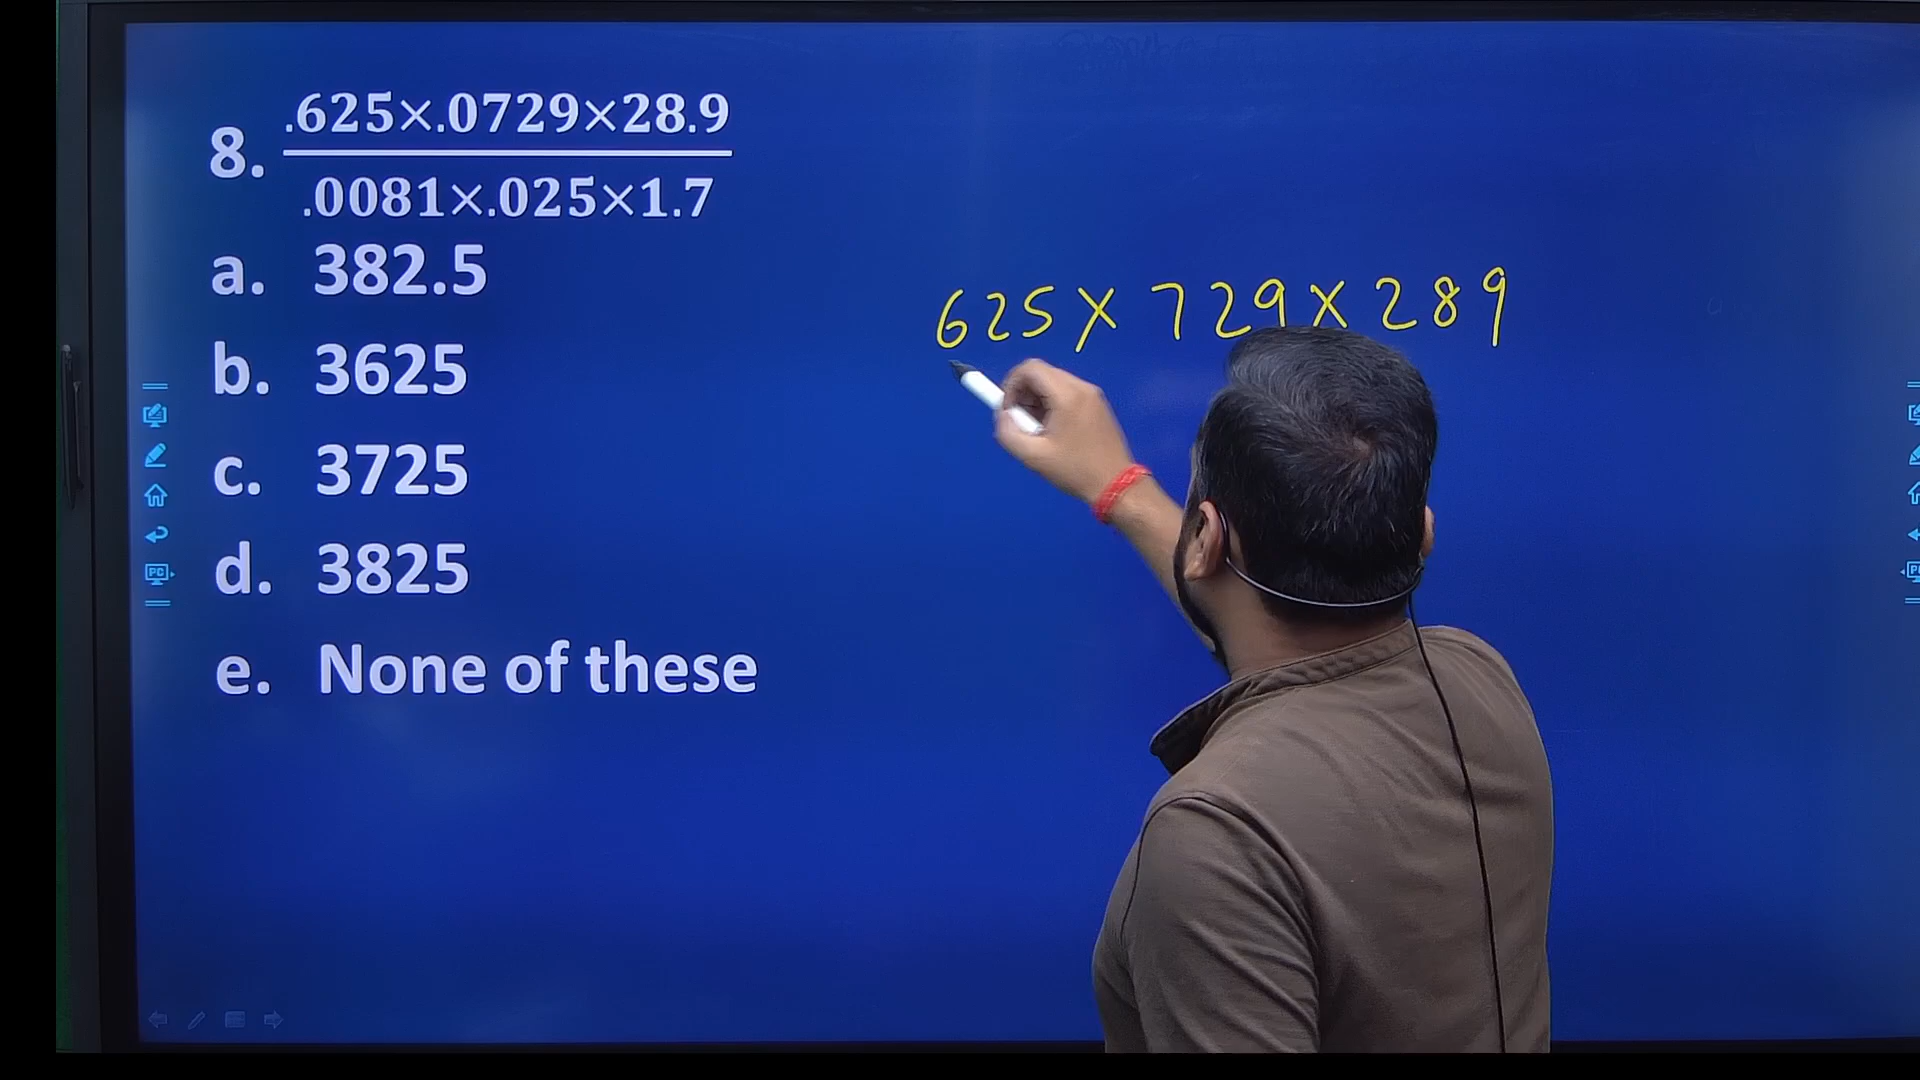 8. .625×.0729×28.9
.0081×.025×1.7
a. 382.5
b. 3625
c. 3725
d. 3825
e. None of these
625 X 729 X 289
PC